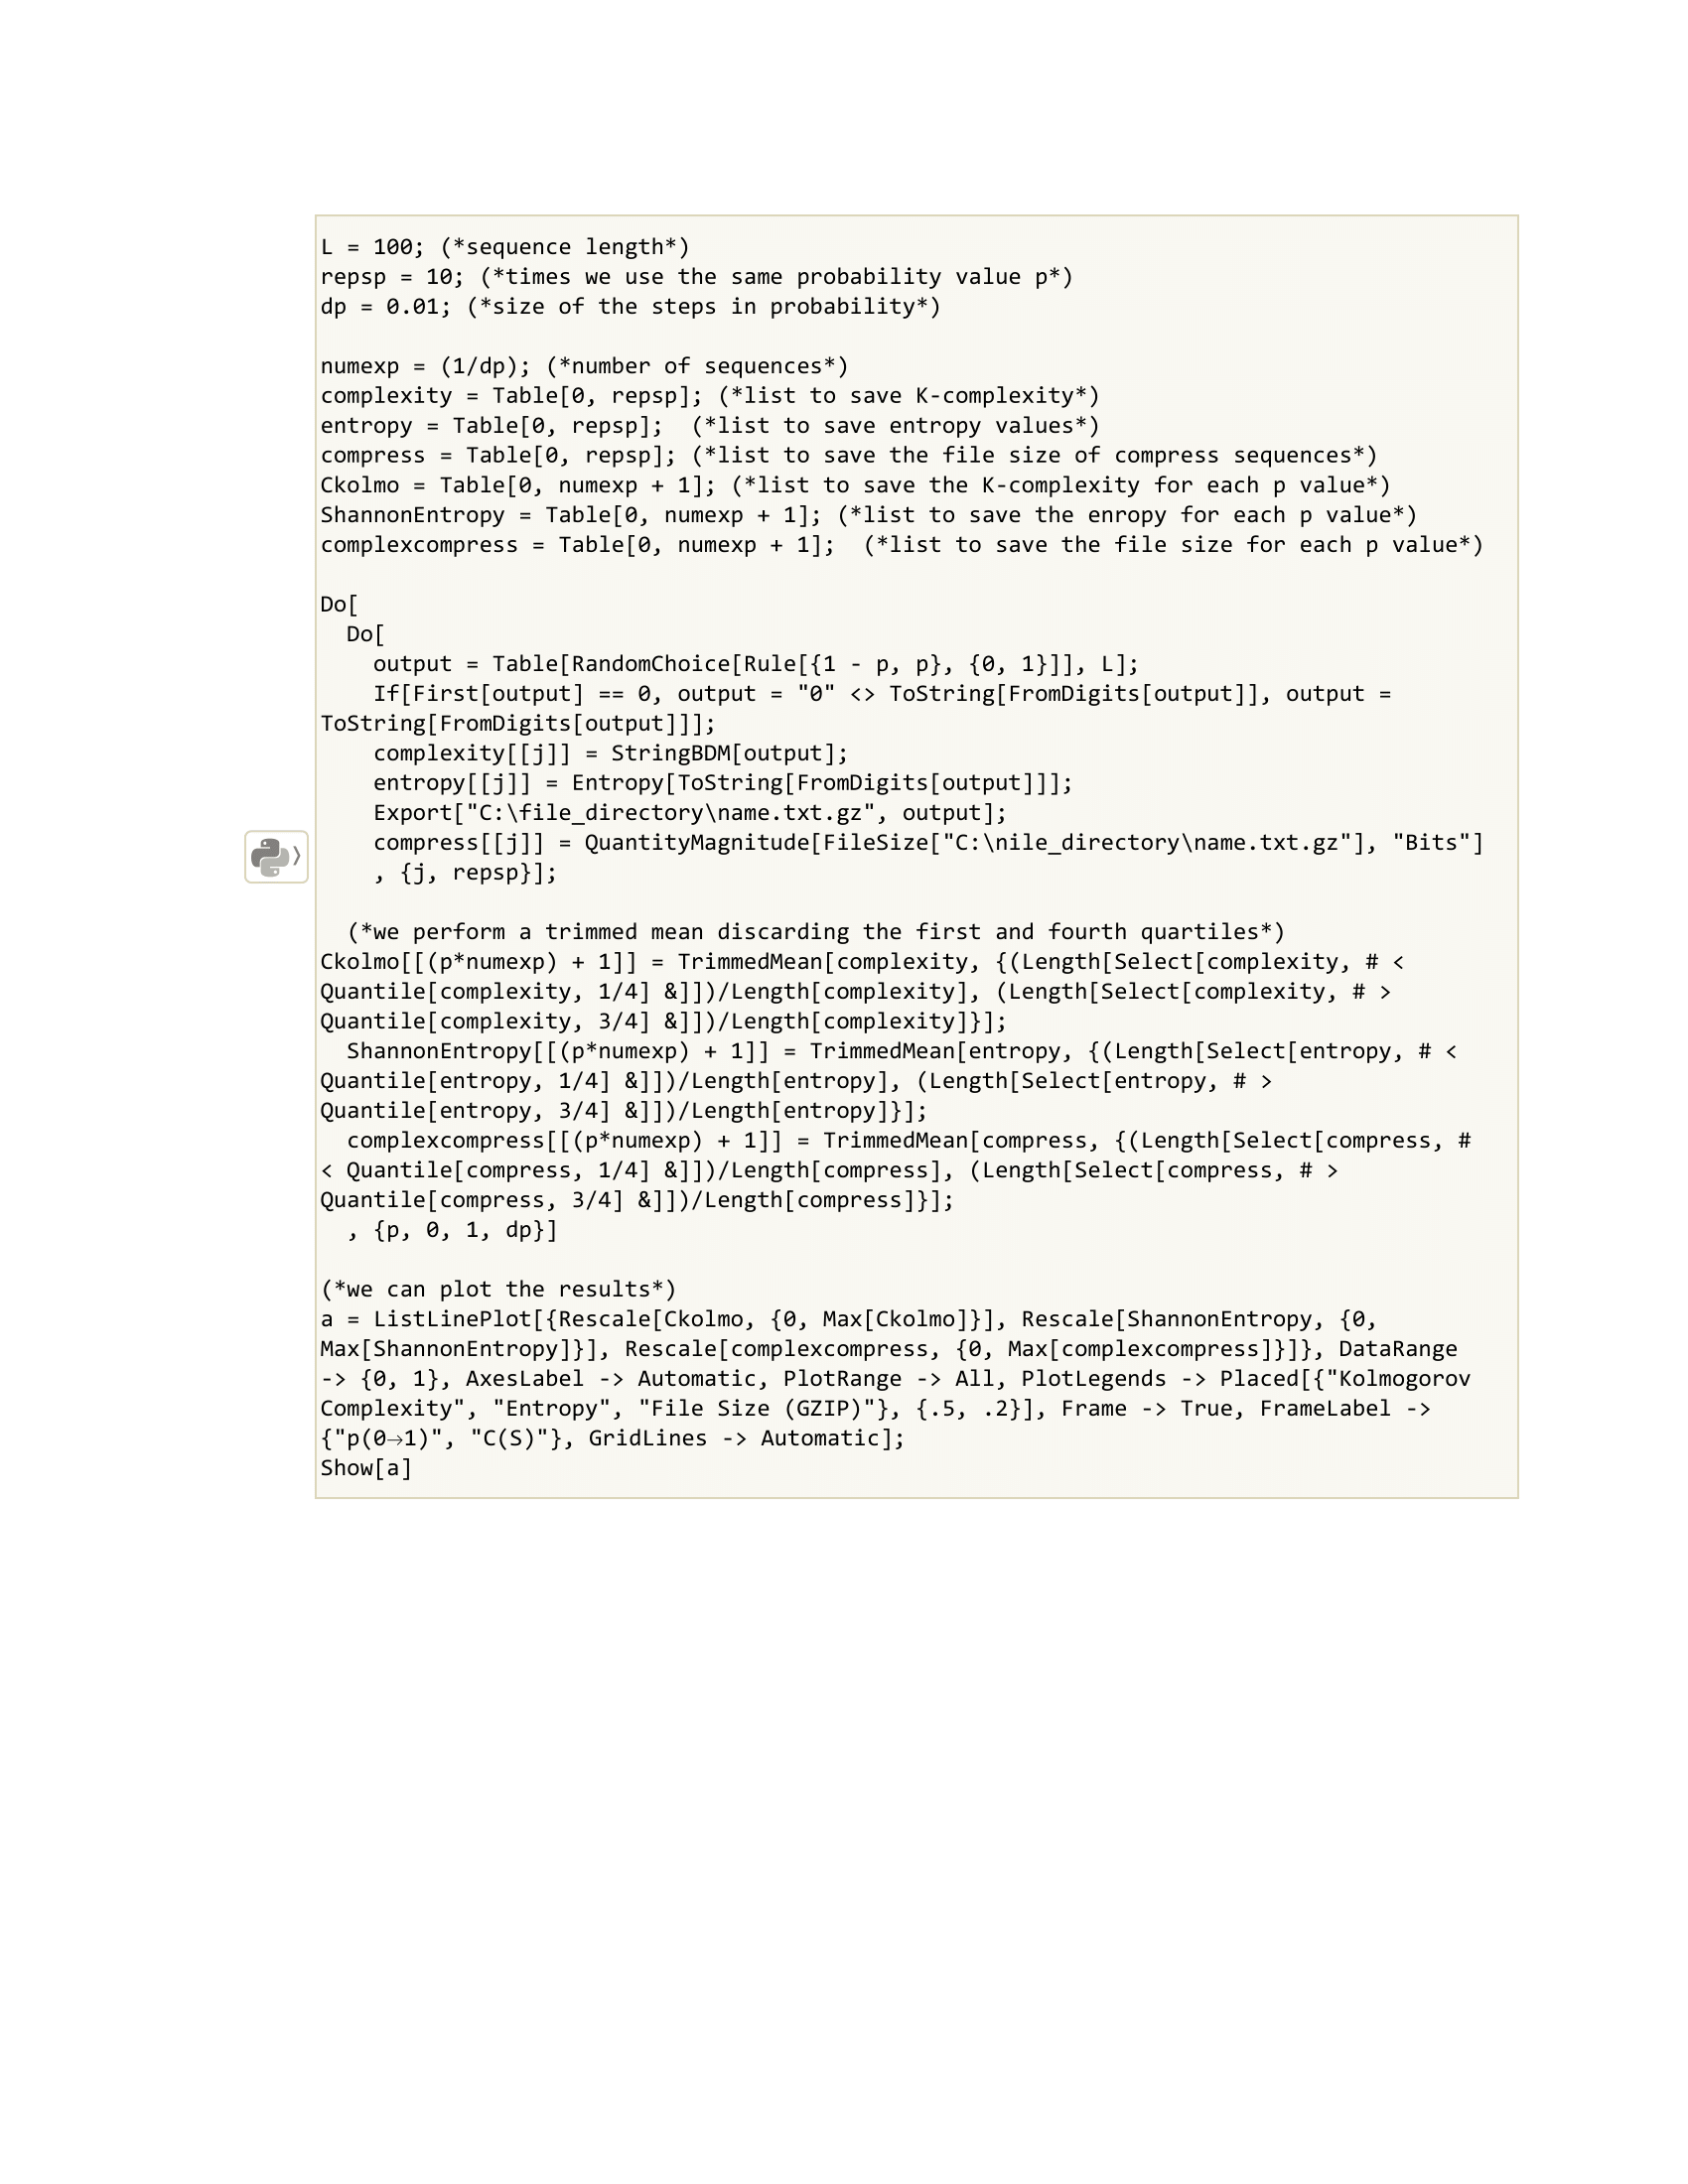 L = 100; (*sequence length*)
repsp = 10; (*times we use the same probability value p*)
dp = 0.01; (*size of the steps in probability*)
numexp = (1/dp); (*number of sequences*)
complexity = Table[0, repsp]; (*list to save K-complexity*)
entropy = Table[0, repsp];  (*list to save entropy values*)
compress = Table[0, repsp]; (*list to save the file size of compress sequences*)
Ckolmo = Table[0, numexp + 1]; (*list to save the K-complexity for each p value*)
ShannonEntropy = Table[0, numexp + 1]; (*list to save the enropy for each p value*)
complexcompress = Table[0, numexp + 1];  (*list to save the file size for each p value*)
Do[
  Do[
    output = Table[RandomChoice[Rule[{1 - p, p}, {0, 1}]], L];
    If[First[output] == 0, output = "0" <> ToString[FromDigits[output]], output =
ToString[FromDigits[output]]];
    complexity[[j]] = StringBDM[output];
    entropy[[j]] = Entropy[ToString[FromDigits[output]]];
    Export["C:\file_directory\name.txt.gz", output];
    compress[[j]] = QuantityMagnitude[FileSize["C:\nile_directory\name.txt.gz"], "Bits"]
    , {j, repsp}];
  (*we perform a trimmed mean discarding the first and fourth quartiles*)
Ckolmo[[(p*numexp) + 1]] = TrimmedMean[complexity, {(Length[Select[complexity, # <
Quantile[complexity, 1/4] &]])/Length[complexity], (Length[Select[complexity, # >
Quantile[complexity, 3/4] &]])/Length[complexity]}];
  ShannonEntropy[[(p*numexp) + 1]] = TrimmedMean[entropy, {(Length[Select[entropy, # <
Quantile[entropy, 1/4] &]])/Length[entropy], (Length[Select[entropy, # >
Quantile[entropy, 3/4] &]])/Length[entropy]}];
  complexcompress[[(p*numexp) + 1]] = TrimmedMean[compress, {(Length[Select[compress, #
< Quantile[compress, 1/4] &]])/Length[compress], (Length[Select[compress, # >
Quantile[compress, 3/4] &]])/Length[compress]}];
  , {p, 0, 1, dp}]
(*we can plot the results*)
a = ListLinePlot[{Rescale[Ckolmo, {0, Max[Ckolmo]}], Rescale[ShannonEntropy, {0,
Max[ShannonEntropy]}], Rescale[complexcompress, {0, Max[complexcompress]}]}, DataRange
-> {0, 1}, AxesLabel -> Automatic, PlotRange -> All, PlotLegends -> Placed[{"Kolmogorov
Complexity", "Entropy", "File Size (GZIP)"}, {.5, .2}], Frame -> True, FrameLabel ->
{"p(0→1)", "C(S)"}, GridLines -> Automatic];
Show[a]